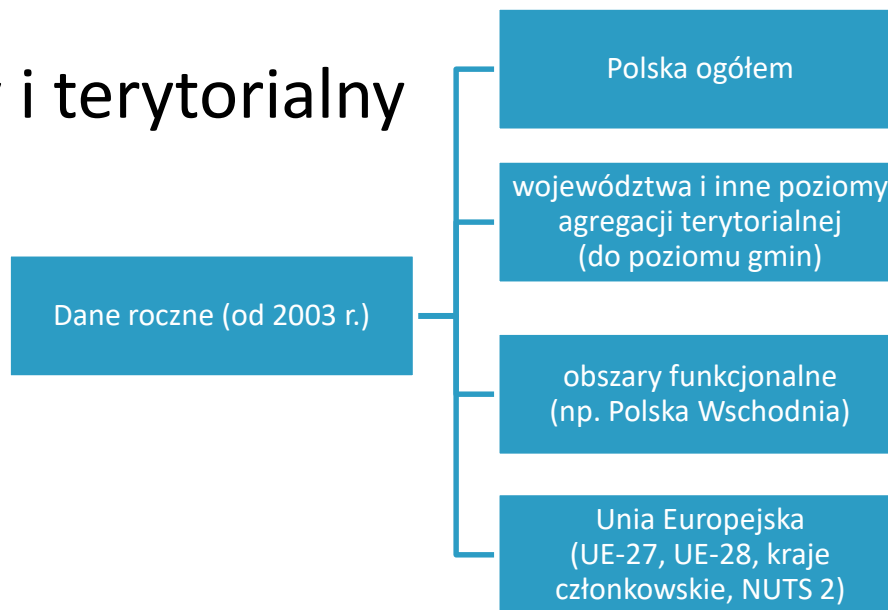 i terytorialny
Polska ogółem
województwa i inne poziomy
agregacji terytorialnej
(do poziomu gmin)
Dane roczne (od 2003 r.)
obszary funkcjonalne
(np. Polska Wschodnia)
Unia Europejska
(UE-27, UE-28, kraje
członkowskie, NUTS 2)